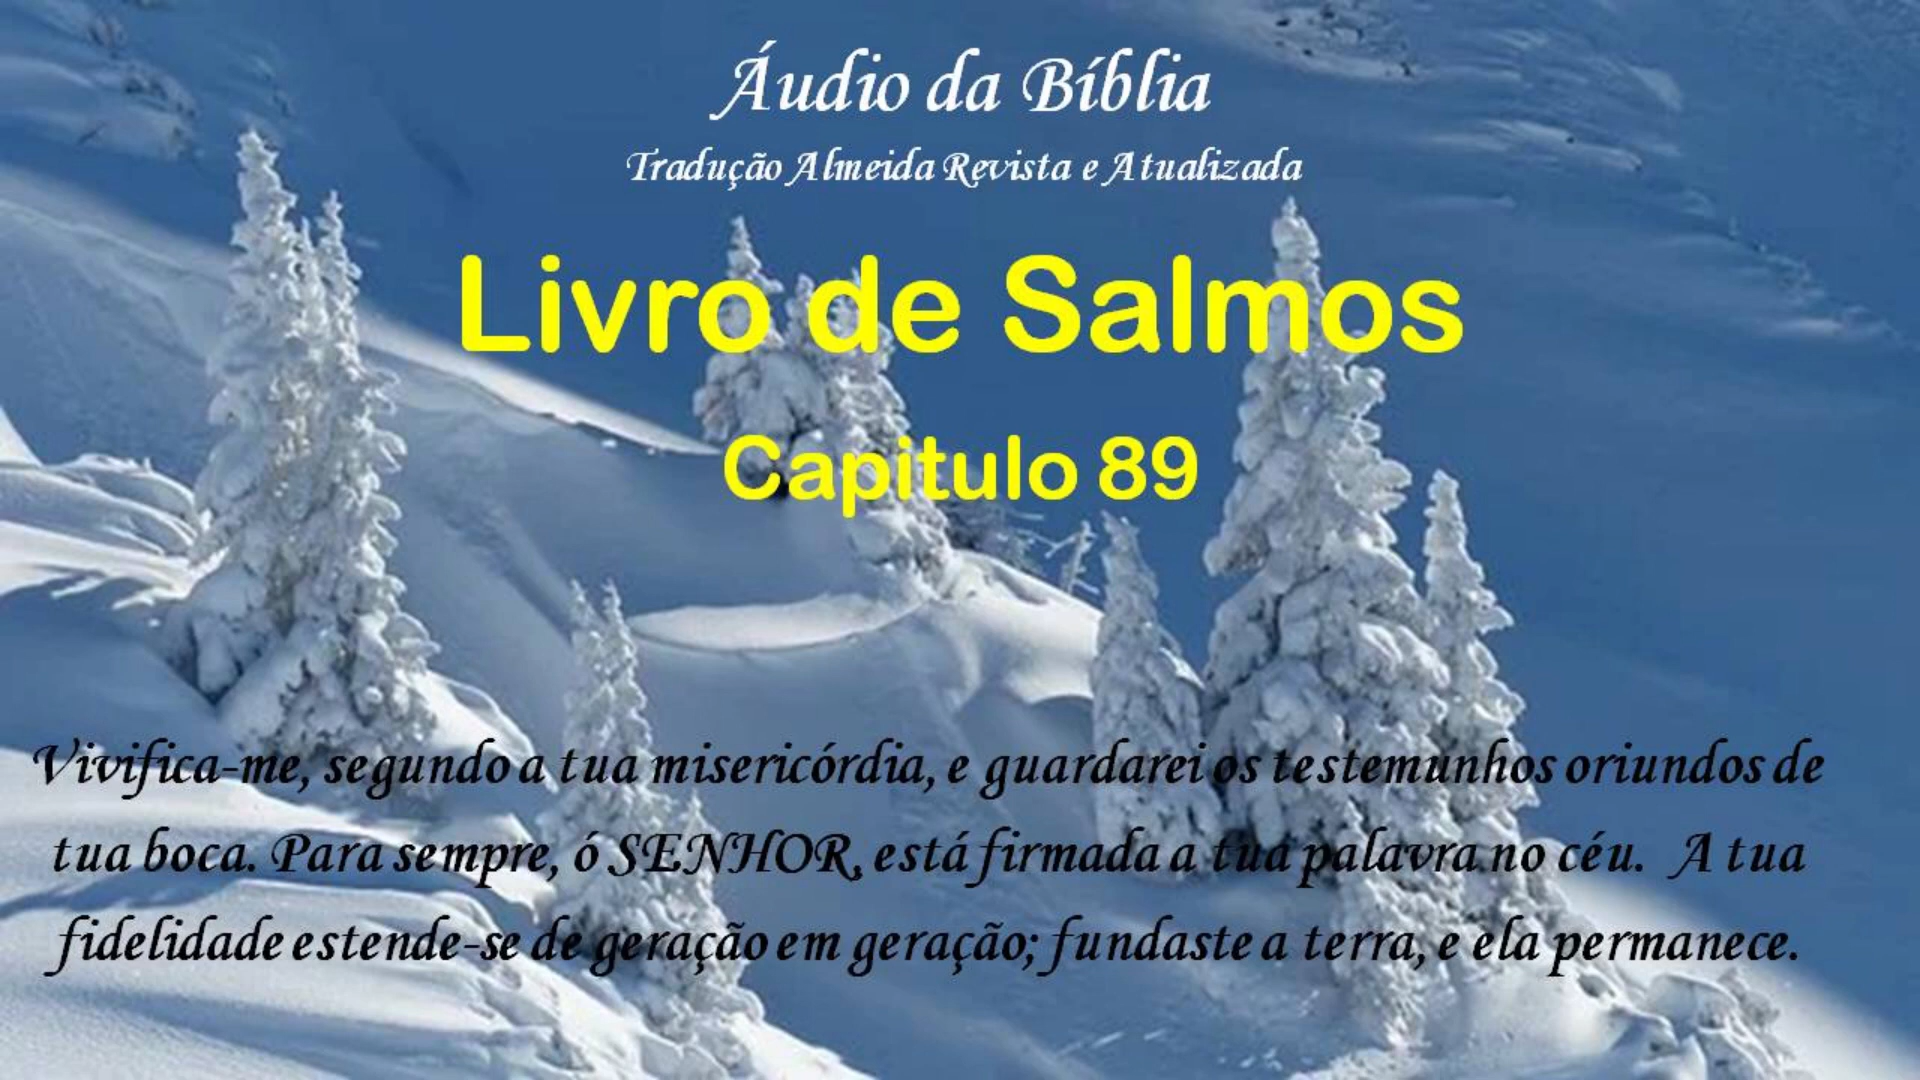 Áudio da Bíblia
Tradução Almeida Revista e Atualizada
Livro de Salmos
Capitulo 89
Vivifica-me, segundo a tua misericórdia, e guardarei os testemunhos oriundos de
tua boca. Para sempre, ó SENHOR, está firmada a tua palavra no céu. A tua
fidelidade estende-se de geração em geração; fundaste a terra, e ela permanece.